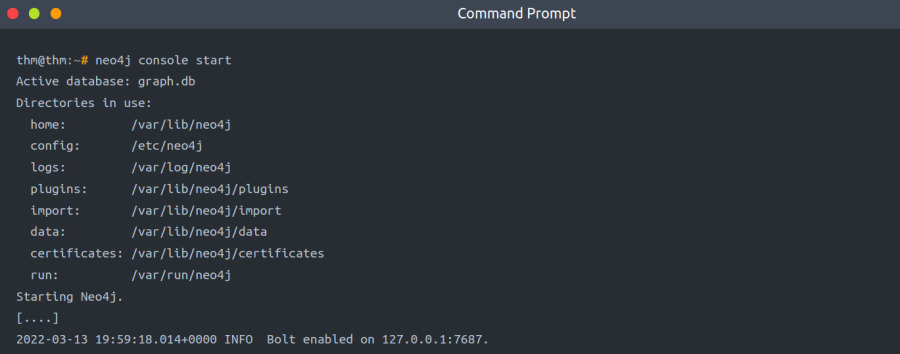 Command Prompt
thm@thm:~# neo4j console start
Active database: graph.db
Directories in use:
  home:         /var/lib/neo4j
  config:       /etc/neo4j
  logs:         /var/log/neo4j
  plugins:      /var/lib/neo4j/plugins
  import:       /var/lib/neo4j/import
  data:         /var/lib/neo4j/data
  certificates: /var/lib/neo4j/certificates
  run:          /var/run/neo4j
Starting Neo4j.
[....]
2022-03-13 19:59:18.014+0000 INFO  Bolt enabled on 127.0.0.1:7687.